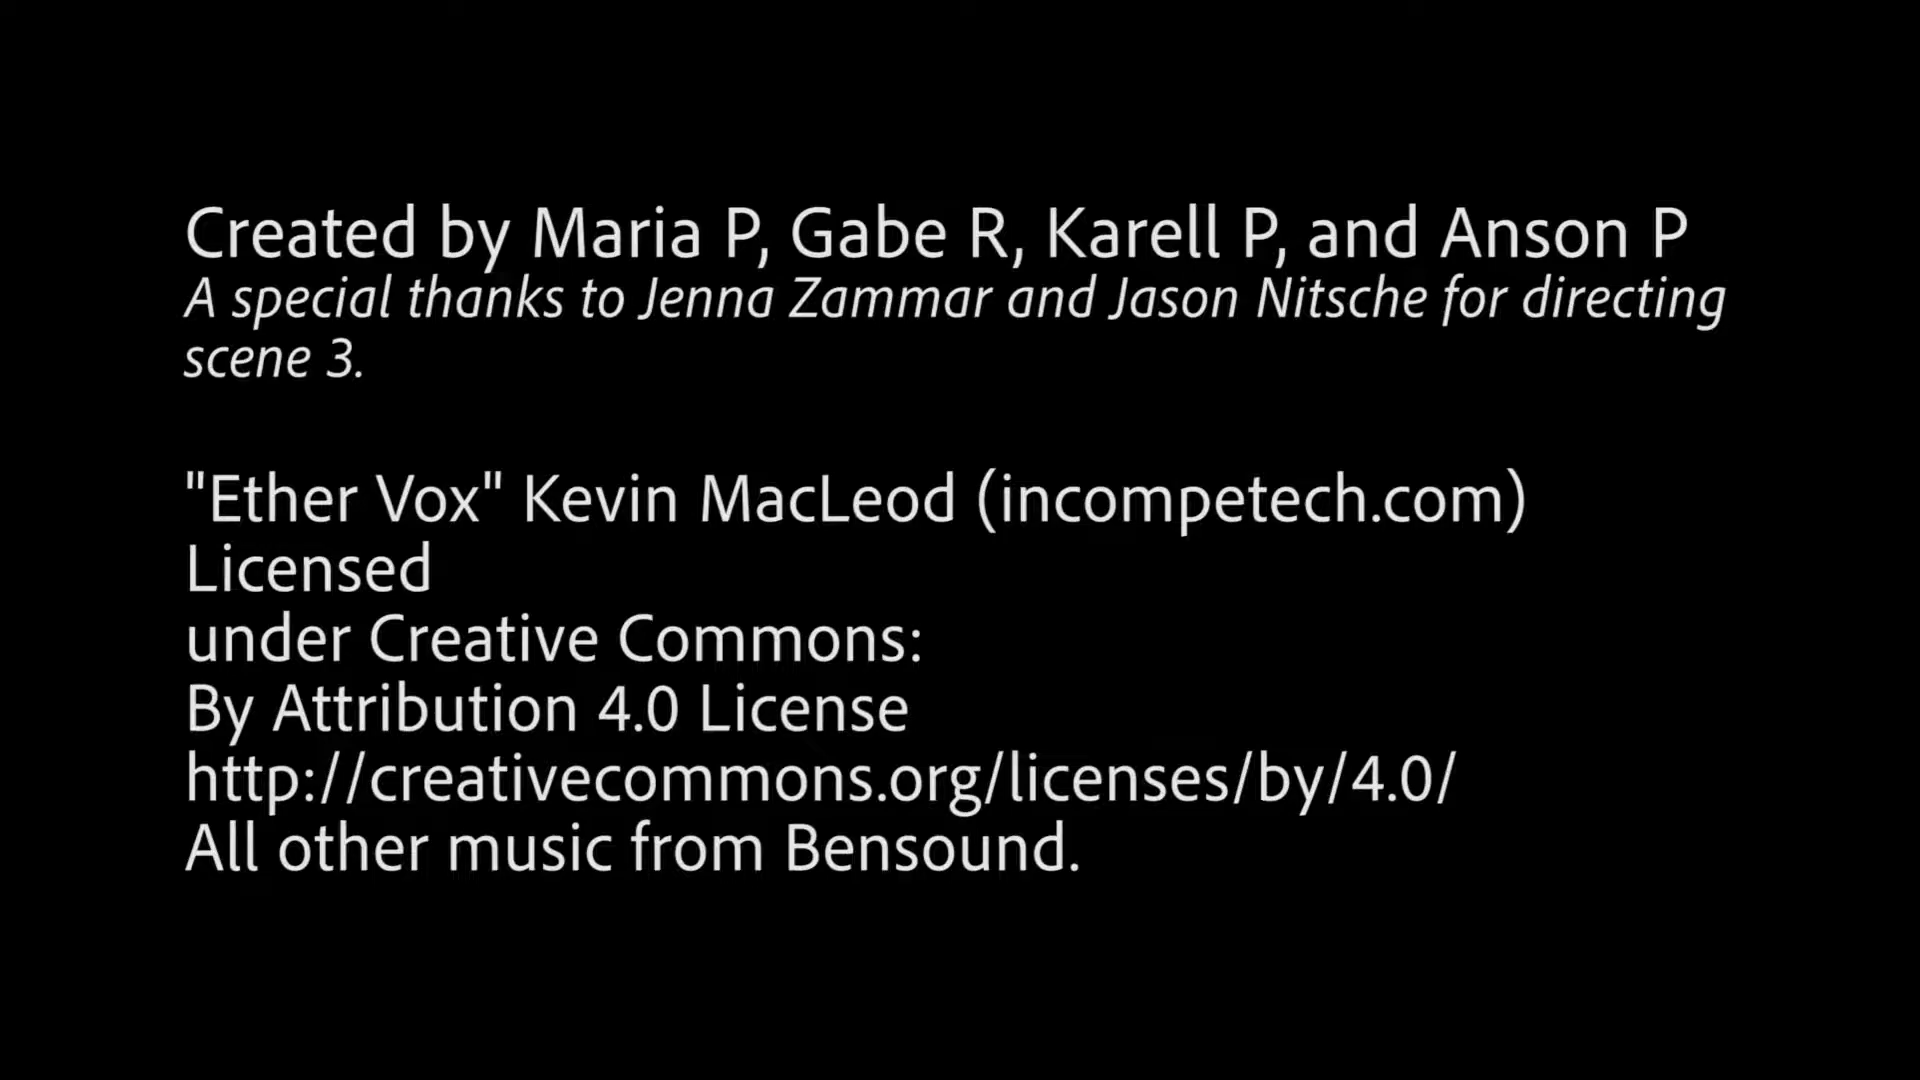 Created by Maria P, Gabe R, Karell P, and Anson P
A special thanks to Jenna Zammar and Jason Nitsche for directing
scene 3.
"Ether Vox" Kevin MacLeod (incompetech.com)
Licensed
under Creative Commons:
By Attribution 4.0 License
http://creativecommons.org/licenses/by/4.0/
All other music from Bensound.